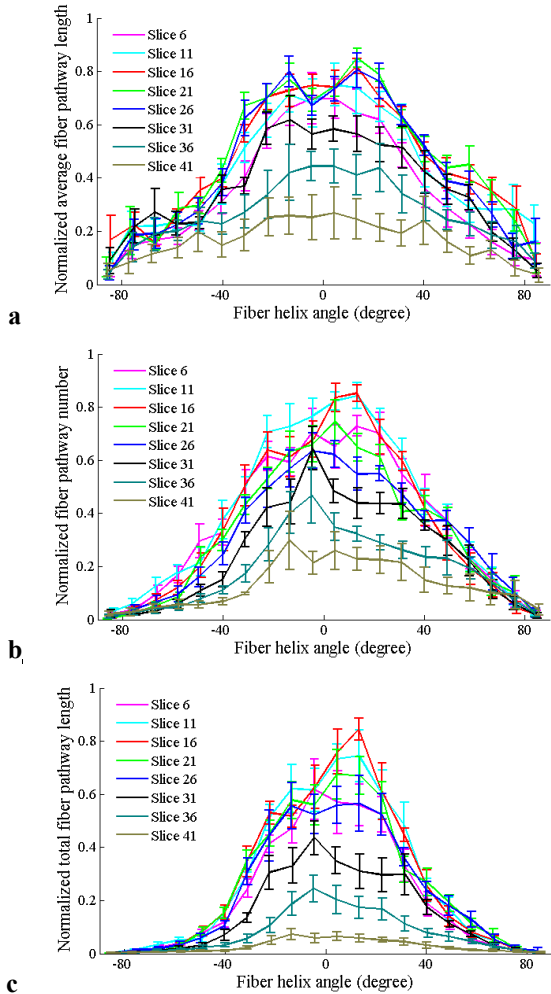 Normalized average fiber pathway length
1
0.8
0.6
0.4
0.2
0
Slice 6
Slice 11
Slice 16
Slice 21
Slice 26
Slice 31
Slice 36
Slice 41
-80
-40
0
40
80
Fiber helix angle (degree)
a
Normalized fiber pathway number
1
0.8
0.6
0.4
0.2
0
Slice 6
Slice 11
Slice 16
Slice 21
Slice 26
Slice 31
Slice 36
Slice 41
-80
-40
0
40
80
Fiber helix angle (degree)
b
Normalized total fiber pathway length
1
0.8
0.6
0.4
0.2
0
Slice 6
Slice 11
Slice 16
Slice 21
Slice 26
Slice 31
Slice 36
Slice 41
-80
-40
0
40
80
Fiber helix angle (degree)
c